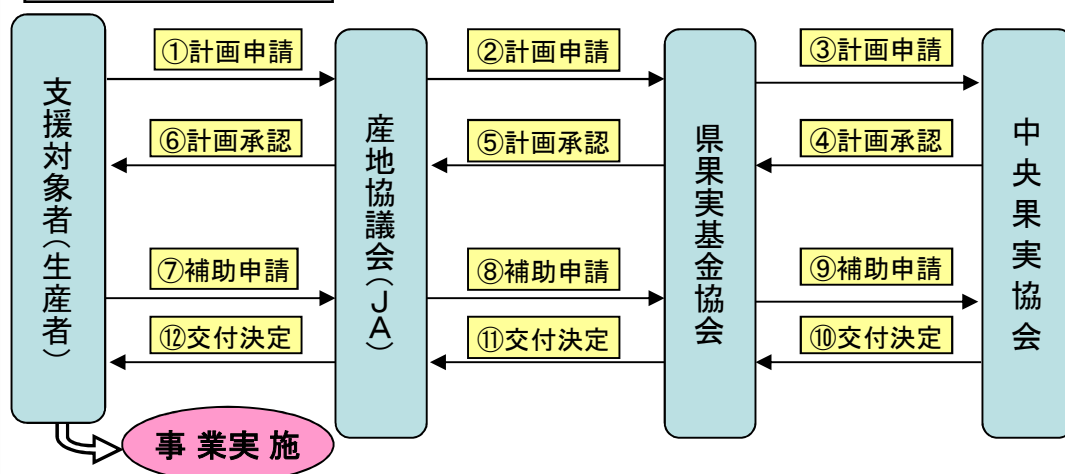 ①計画申請
②計画申請
③計画申請
⑥計画承認
⑤計画承認
④計画承認
支援対象者(生産者)
産地協議会(JA)
県果実基金協会
中央果実協会
⑦補助申請
⑧補助申請
⑨補助申請
⑫交付決定
⑪交付決定
⑩交付決定
事業実施